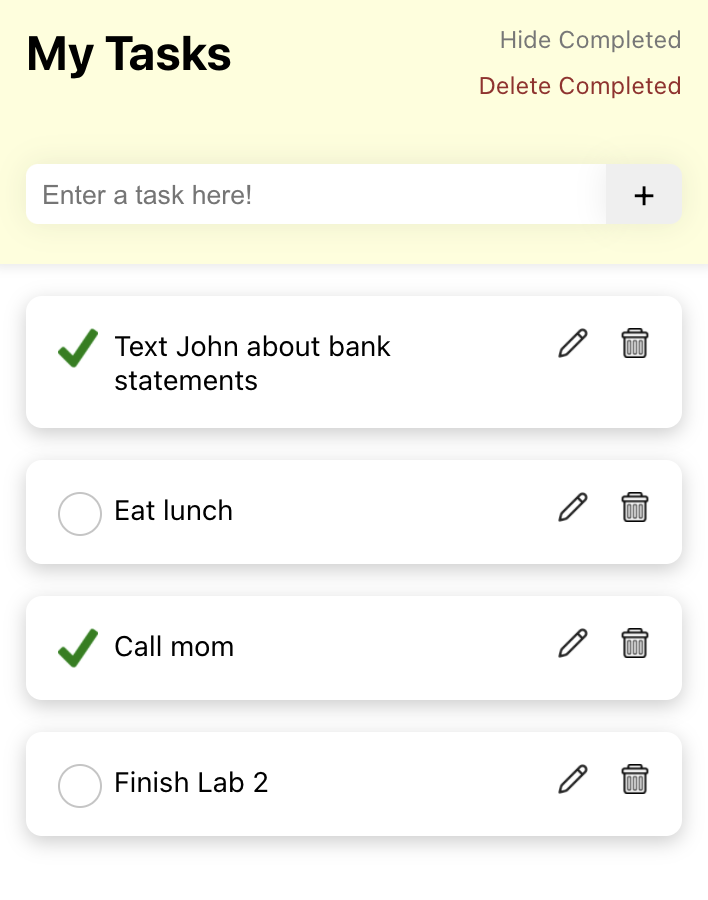 My Tasks
Hide Completed
Delete Completed
Enter a task here!
+
Text John about bank
statements
Eat lunch
Call mom
Finish Lab 2